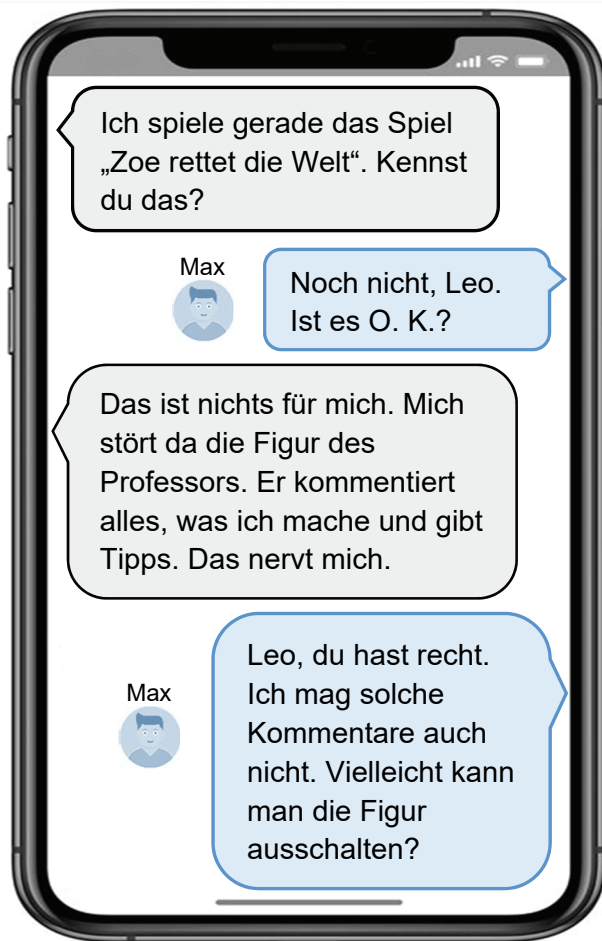 Ich spiele gerade das Spiel
„Zoe rettet die Welt“. Kennst
du das?
Max
Noch nicht, Leo.
Ist es O. K.?
Das ist nichts für mich. Mich
stört da die Figur des
Professors. Er kommentiert
alles, was ich mache und gibt
Tipps. Das nervt mich.
Max
Leo, du hast recht.
Ich mag solche
Kommentare auch
nicht. Vielleicht kann
man die Figur
ausschalten?